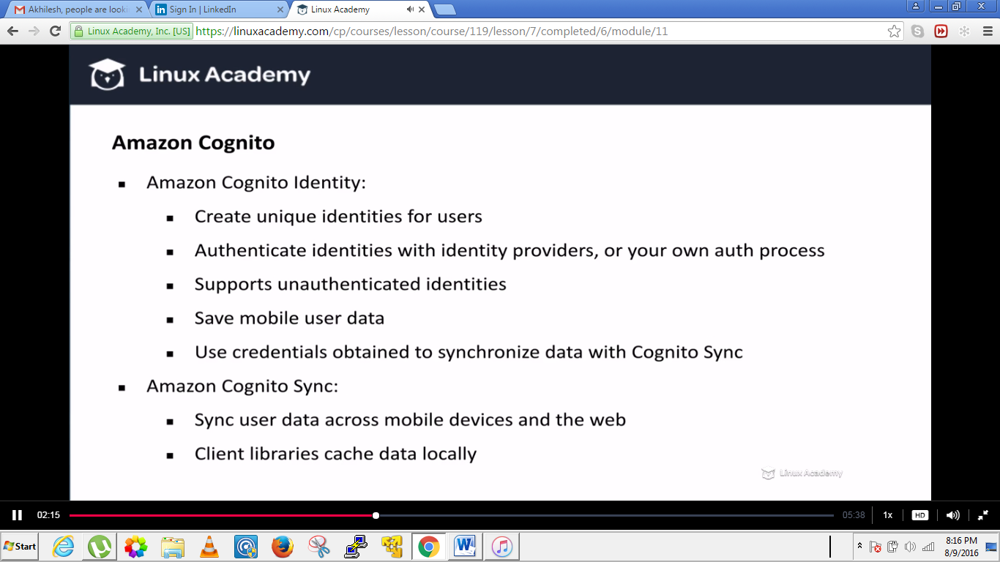 Akhilesh, people are looki
Sign In | LinkedIn
Linux Academy
Linux Academy, Inc. [US]
https://linuxacademy.com/cp/courses/lesson/course/119/lesson/7/completed/6/module/11
Linux Academy
Amazon Cognito
Amazon Cognito Identity:
Create unique identities for users
Authenticate identities with identity providers, or your own auth process
Supports unauthenticated identities
Save mobile user data
Use credentials obtained to synchronize data with Cognito Sync
Amazon Cognito Sync:
Sync user data across mobile devices and the web
Client libraries cache data locally
Linux Academy
02:15
05:38
1x
HD
Start
8:16 PM
8/9/2016